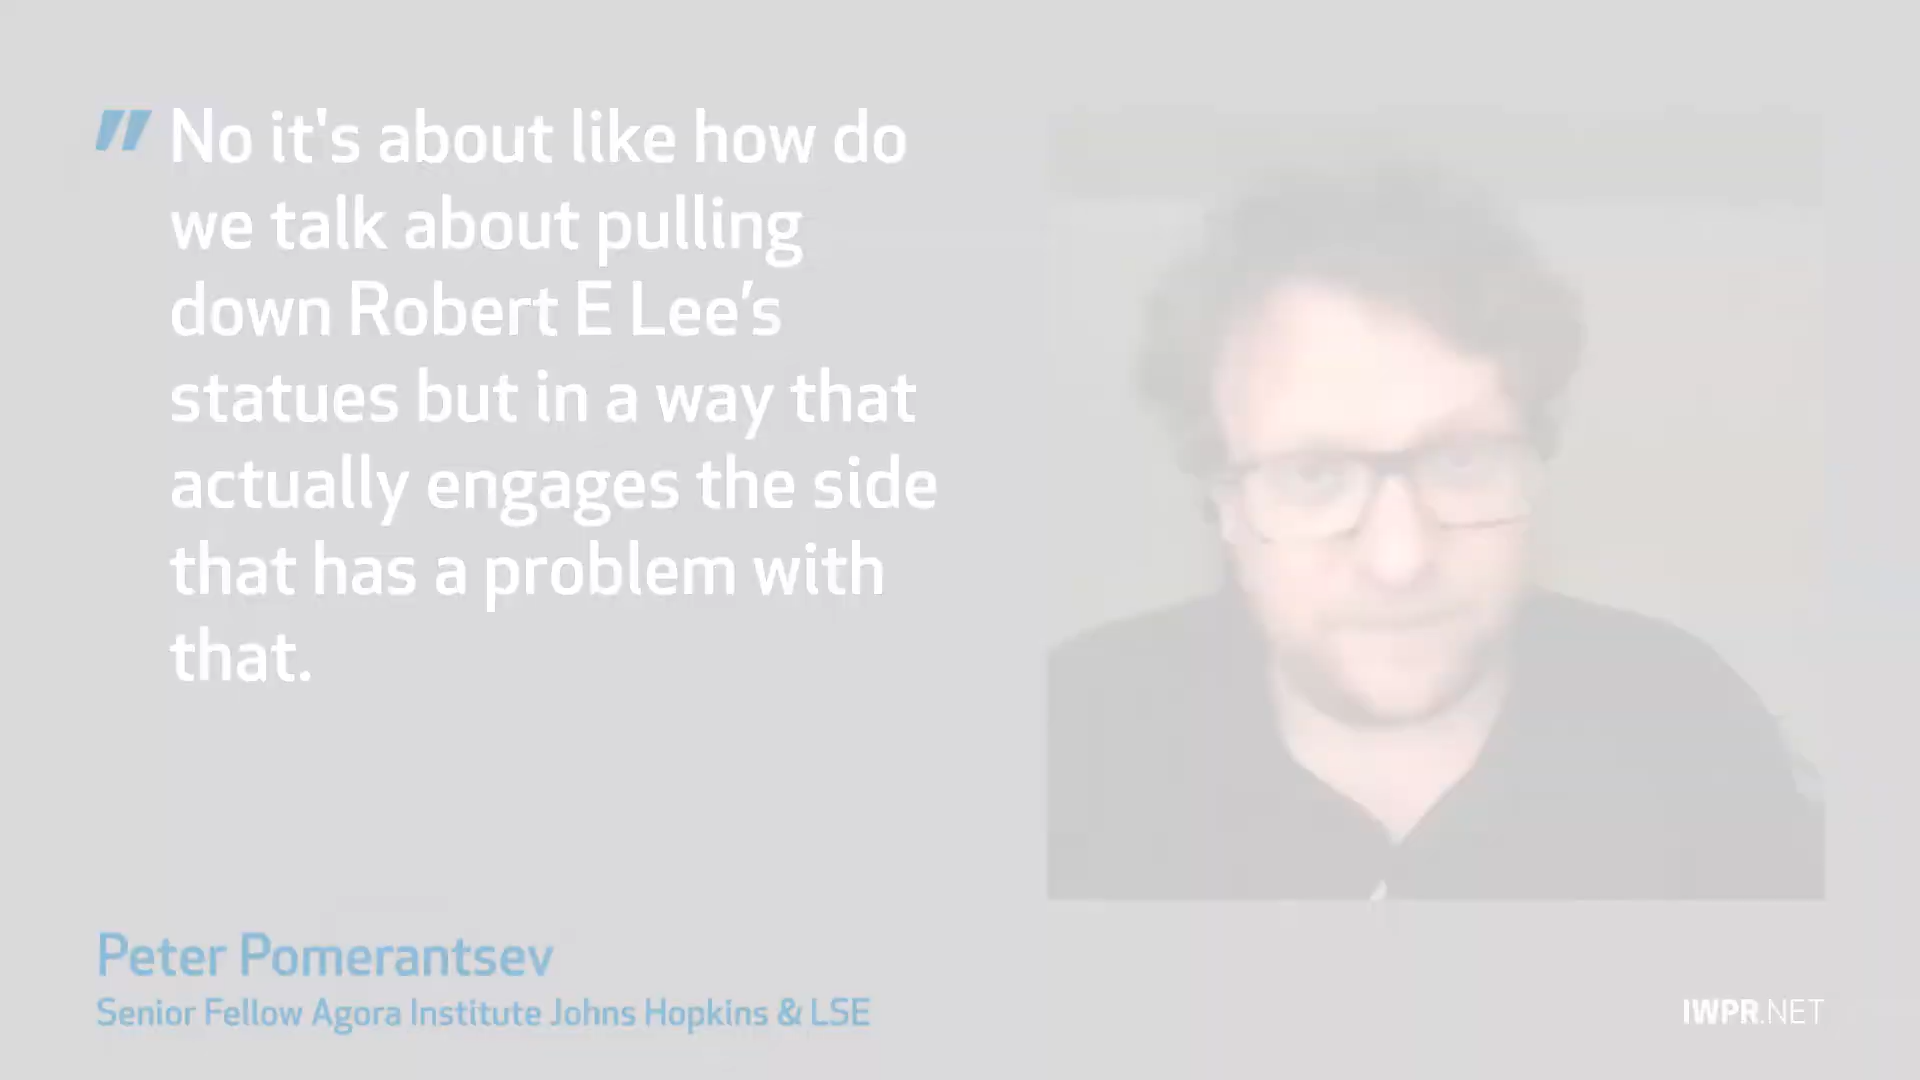 " No it's about like how do
we talk about pulling
down Robert E Lee’s
statues but in a way that
actually engages the side
that has a problem with
that.
Peter Pomerantsev
Senior Fellow Agora Institute Johns Hopkins & LSE
IWPR.NET